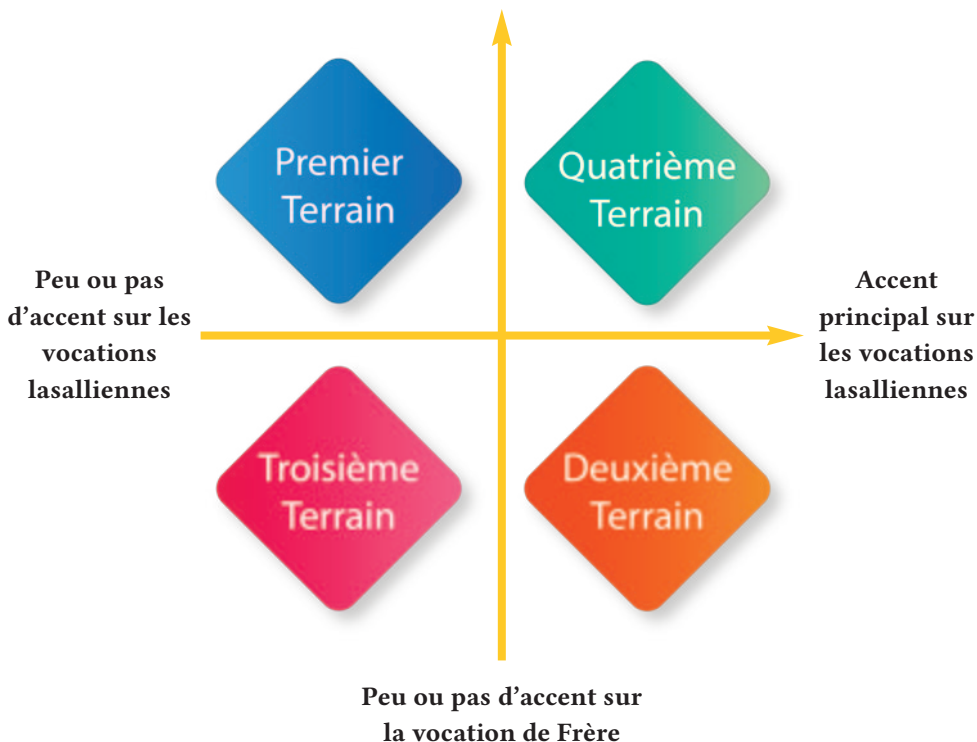 Premier
Terrain
Quatrième
Terrain
Peu ou pas
d'accent sur les
vocations
lasalliennes
Accent
principal sur
les vocations
lasalliennes
Troisième
Terrain
Deuxième
Terrain
Peu ou pas d'accent sur
la vocation de Frère